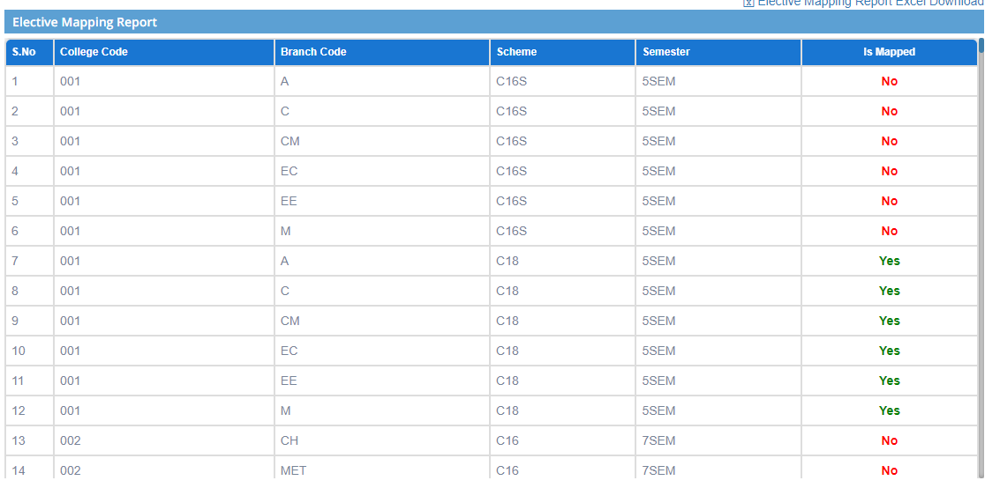 Elective Mapping Report Excel Download
Elective Mapping Report
S.No College Code Branch Code Scheme Semester Is Mapped
1 001 A C16S 5SEM No
2 001 C C16S 5SEM No
3 001 CM C16S 5SEM No
4 001 EC C16S 5SEM No
5 001 EE C16S 5SEM No
6 001 M C16S 5SEM No
7 001 A C18 5SEM Yes
8 001 C C18 5SEM Yes
9 001 CM C18 5SEM Yes
10 001 EC C18 5SEM Yes
11 001 EE C18 5SEM Yes
12 001 M C18 5SEM Yes
13 002 CH C16 7SEM No
14 002 MET C16 7SEM No